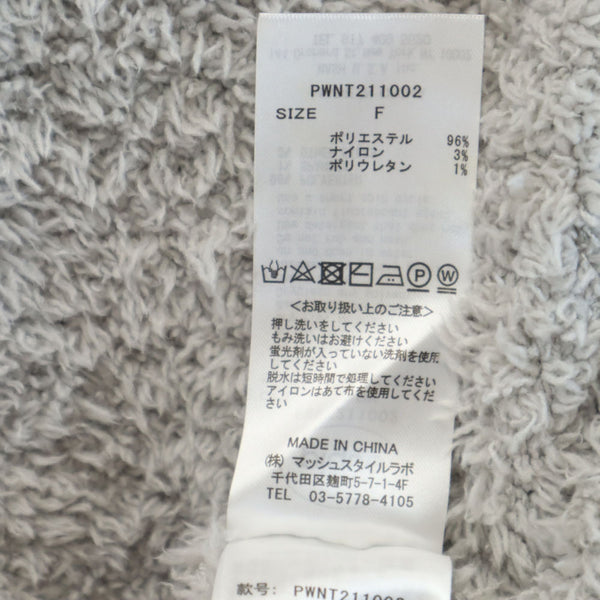 PWNT211002
SIZE F
ポリエステル 96%
ナイロン 3%
ポリウレタン 1%
P W
<お取り扱い上のご注意>
押し洗いをしてください
もみ洗いはお避けください
蛍光剤が入っていない洗剤を使用
してください
脱水は短時間で処理してください
アイロンはあて布を使用してくだ
さい
MADE IN CHINA
(株) マッシュスタイルラボ
千代田区麹町5-7-1-4F
TEL 03-5778-4105
款号: PWNT211002